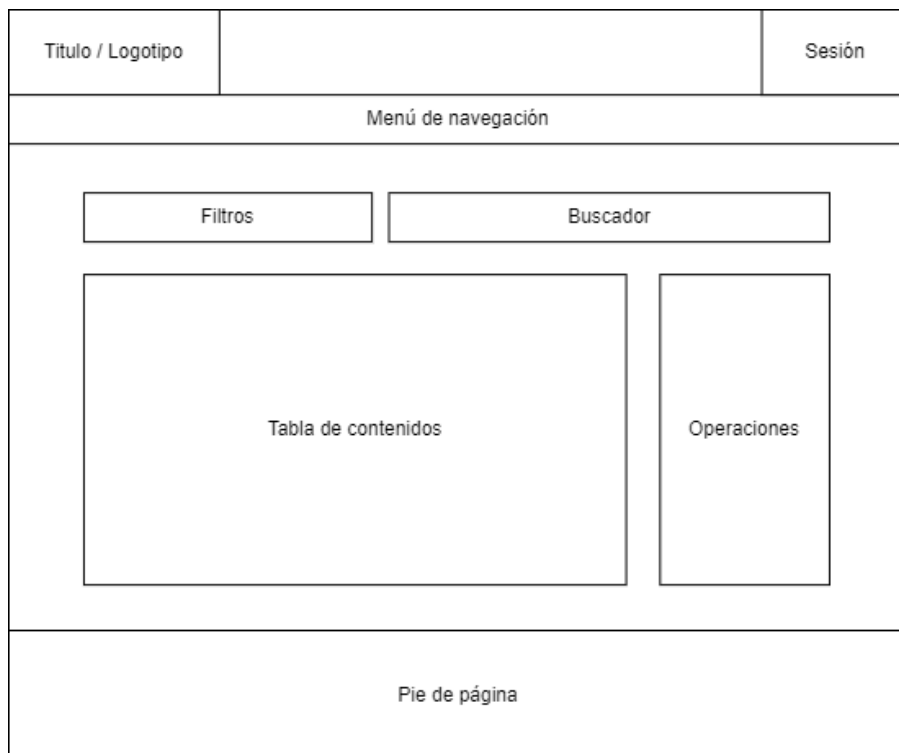 Titulo / Logotipo
Sesión
Menú de navegación
Filtros
Buscador
Tabla de contenidos
Operaciones
Pie de página